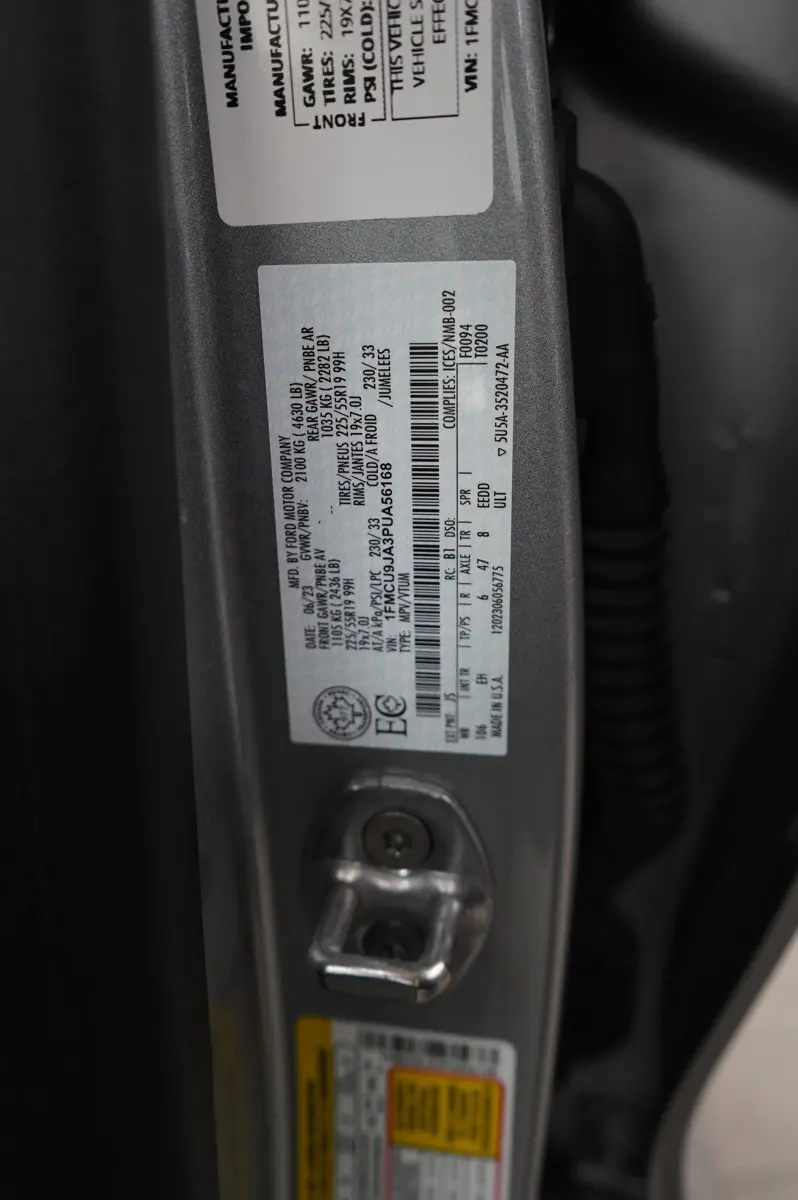 MANUFACT
IMPO
MANUFACTU
GAWR: 110
TIRES: 225/
RIMS: 19X7
PSI (COLD):
FRONT
THIS VEHIC
VEHICLE S
EFFEC
VIN: 1FMC
MFD. BY FORD MOTOR COMPANY
DATE: 06/23 GVWR/PNBV: 2100 KG ( 4630 LB)
FRONT GAWR/PNBE AV REAR GAWR/ PNBE AR
1105 KG ( 2436 LB) 1035 KG ( 2282 LB)
225/55R19 99H TIRES/PNEUS 225/55R19 99H
19x7.0J RIMS/JANTES 19x7.0J
AT/A kPa/PSI/LPC 230/ 33 COLD/A FROID 230/ 33
VIN: 1FMCU9JA3PUA56168 /JUMELEES
TYPE: MPV/VTUM
EXT PNT: JS RC: B1 DSO: COMPLIES: ICES/NMB-002
WB INT TR TP/PS R AXLE TR SPR F0094
106 EH 6 47 8 EEDD T0200
ULT
MADE IN U.S.A. 1202306056775 ▽ 5U5A-3520472-AA
EC